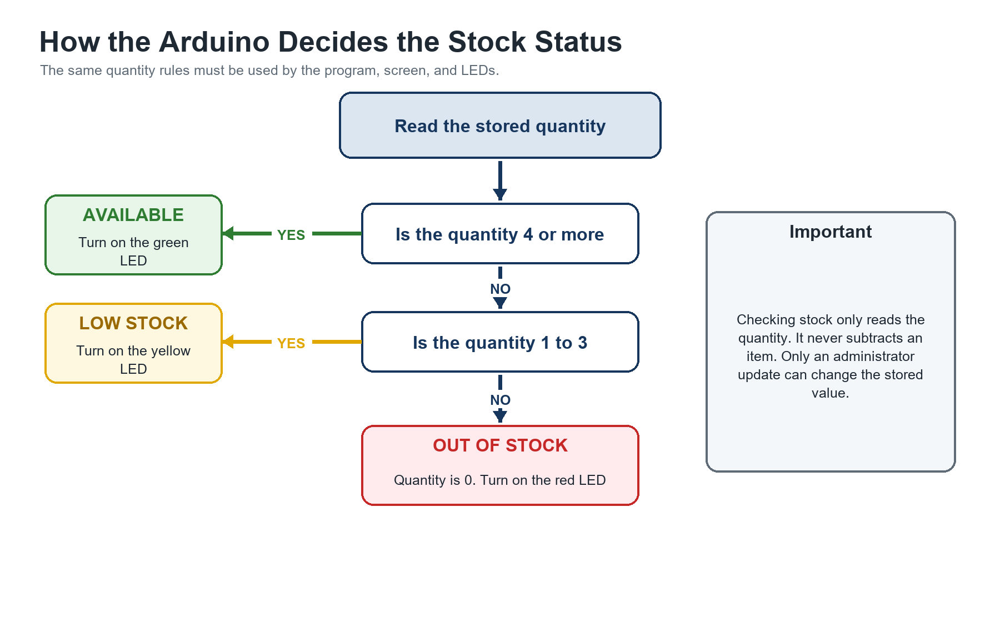 How the Arduino Decides the Stock Status
The same quantity rules must be used by the program, screen, and LEDs.
Read the stored quantity
AVAILABLE
Turn on the green
LED
YES
Is the quantity 4 or more
NO
LOW STOCK
Turn on the yellow
LED
YES
Is the quantity 1 to 3
NO
OUT OF STOCK
Quantity is 0. Turn on the red LED
Important
Checking stock only reads the
quantity. It never subtracts an
item. Only an administrator
update can change the stored
value.